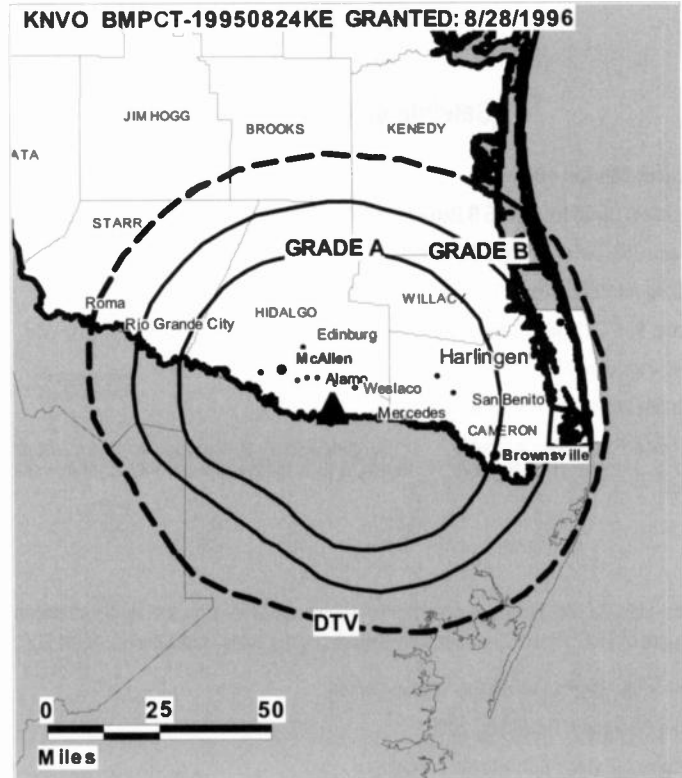 KNVO BMPCT-19950824KE GRANTED: 8/28/1996
JIM HOGG
BROOKS
KENEDY
ATA
STARR
GRADE A
GRADE B
WILLACY
Roma
HIDALGO
Rio Grande City
Edinburg
McAllen
Harlingen
Alamo
Weslaco
San Benito
Mercedes
CAMERON
Brownsville
DTV
0 25 50
Miles